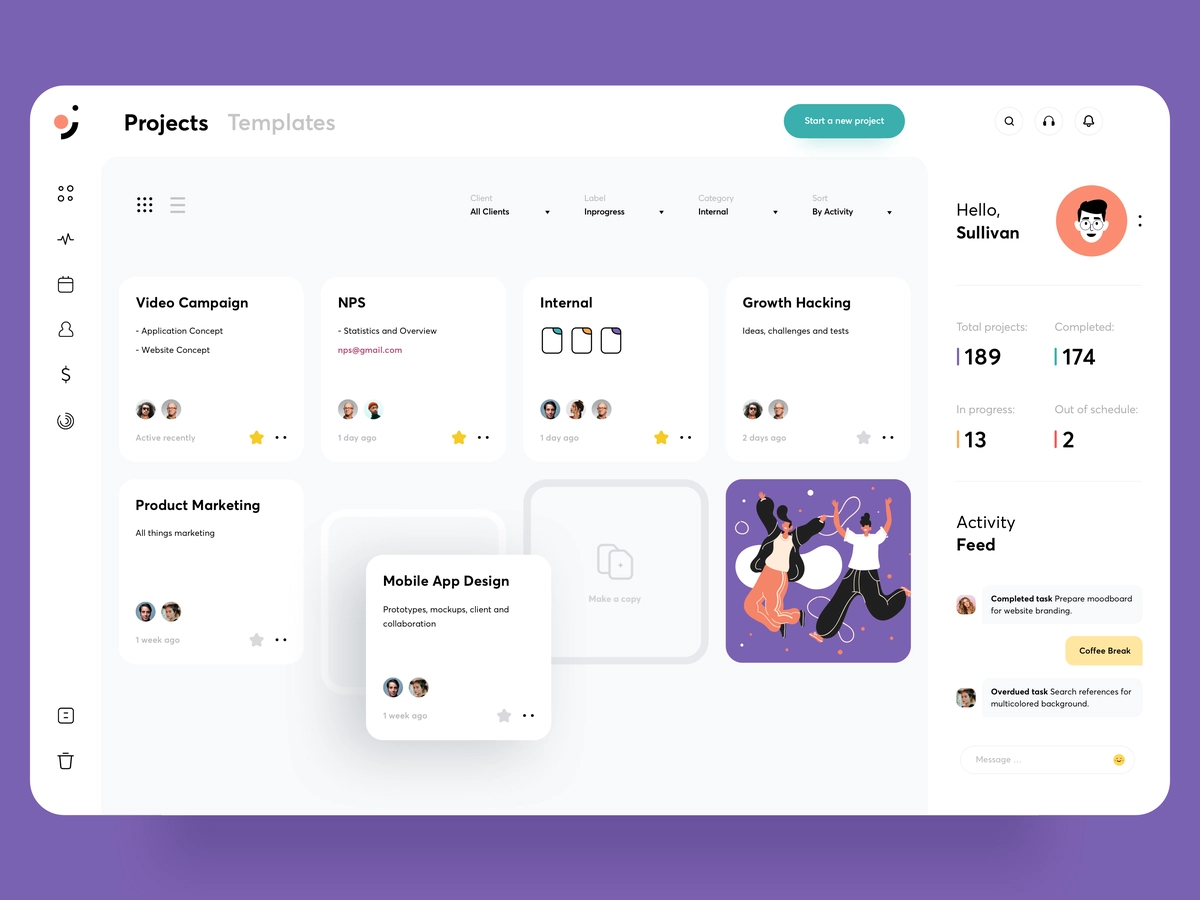 Projects
Templates
Start a new project
Client
All Clients
Label
Inprogress
Category
Internal
Sort
By Activity
Hello,
Sullivan
Video Campaign
- Application Concept
- Website Concept
Active recently
NPS
- Statistics and Overview
nps@gmail.com
1 day ago
Internal
1 day ago
Growth Hacking
Ideas, challenges and tests
2 days ago
Total projects:
189
Completed:
174
In progress:
13
Out of schedule:
2
Product Marketing
All things marketing
1 week ago
Mobile App Design
Prototypes, mockups, client and
collaboration
1 week ago
Make a copy
Activity
Feed
Completed task Prepare moodboard
for website branding.
Coffee Break
Overdued task Search references for
multicolored background.
Message ...